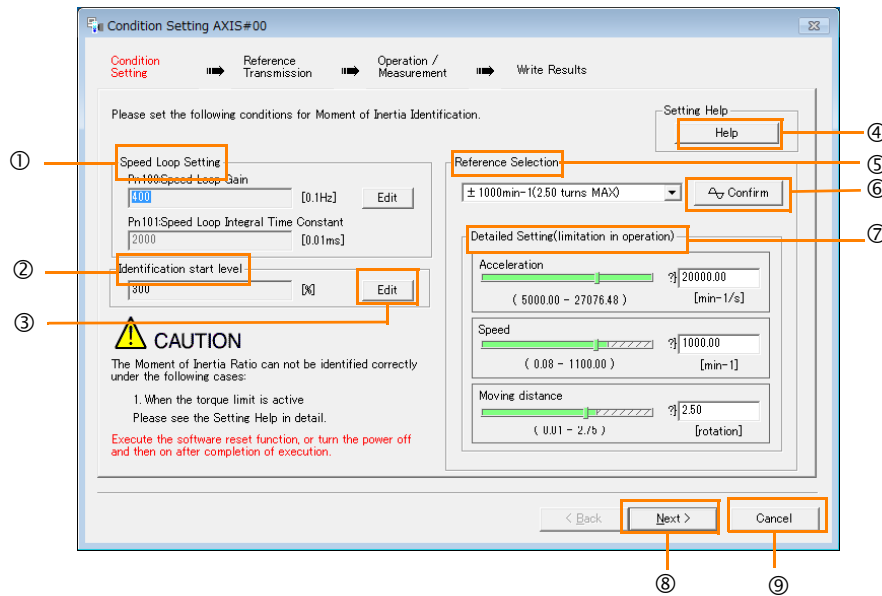 Condition Setting AXIS#00
Condition
Setting
Reference
Transmission
Operation /
Measurement
Write Results
Please set the following conditions for Moment of Inertia Identification.
Setting Help
Help
④
①
Speed Loop Setting
Pn100:Speed Loop Gain
400
[0.1Hz]
Edit
Pn101:Speed Loop Integral Time Constant
2000
[0.01ms]
②
Identification start level
300
[%]
Edit
③
CAUTION
The Moment of Inertia Ratio can not be identified correctly
under the following cases:
1. When the torque limit is active
Please see the Setting Help in detail.
Execute the software reset function, or turn the power off
and then on after completion of execution.
Reference Selection
⑤
± 1000min-1(2.50 turns MAX)
Confirm
⑥
Detailed Setting(limitation in operation)
⑦
Acceleration
?} 20000.00
( 5000.00 - 27076.48 )
[min-1/s]
Speed
?} 1000.00
( 0.08 - 1100.00 )
[min-1]
Moving distance
?} 2.50
( 0.01 - 2.75 )
[rotation]
< Back
Next >
Cancel
⑧
⑨